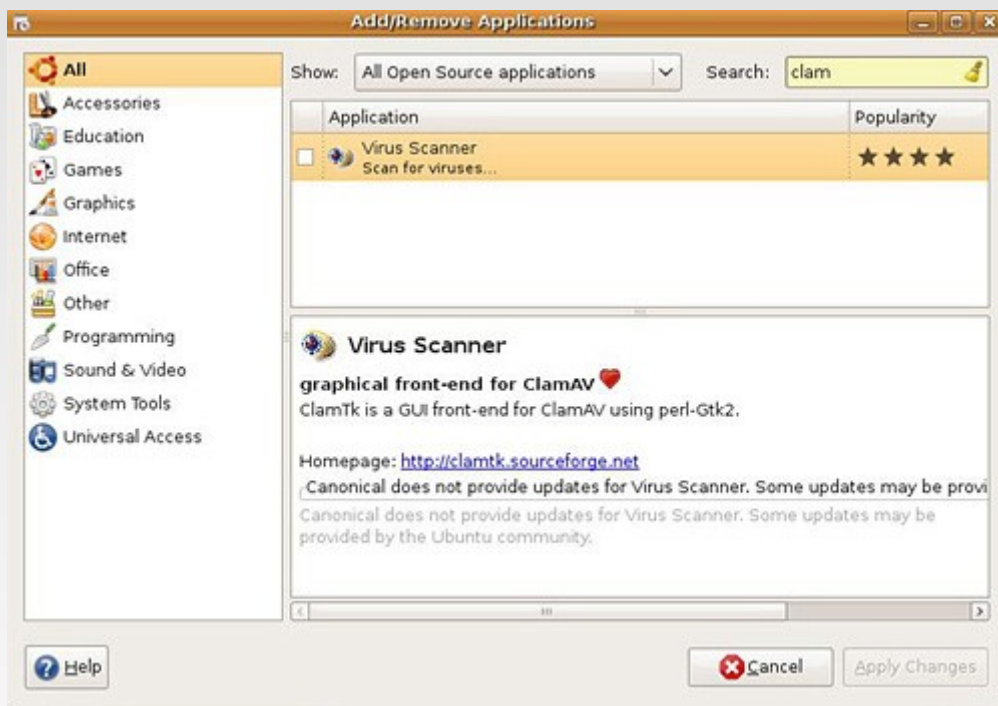 Add/Remove Applications
All
Accessories
Education
Games
Graphics
Internet
Office
Other
Programming
Sound & Video
System Tools
Universal Access
Show: All Open Source applications Search: clam
Application Popularity
Virus Scanner
Scan for viruses...
Virus Scanner
graphical front-end for ClamAV
ClamTk is a GUI front-end for ClamAV using perl-Gtk2.
Homepage: http://clamtk.sourceforge.net
Canonical does not provide updates for Virus Scanner. Some updates may be provi
Canonical does not provide updates for Virus Scanner. Some updates may be
provided by the Ubuntu community.
Help Cancel Apply Changes